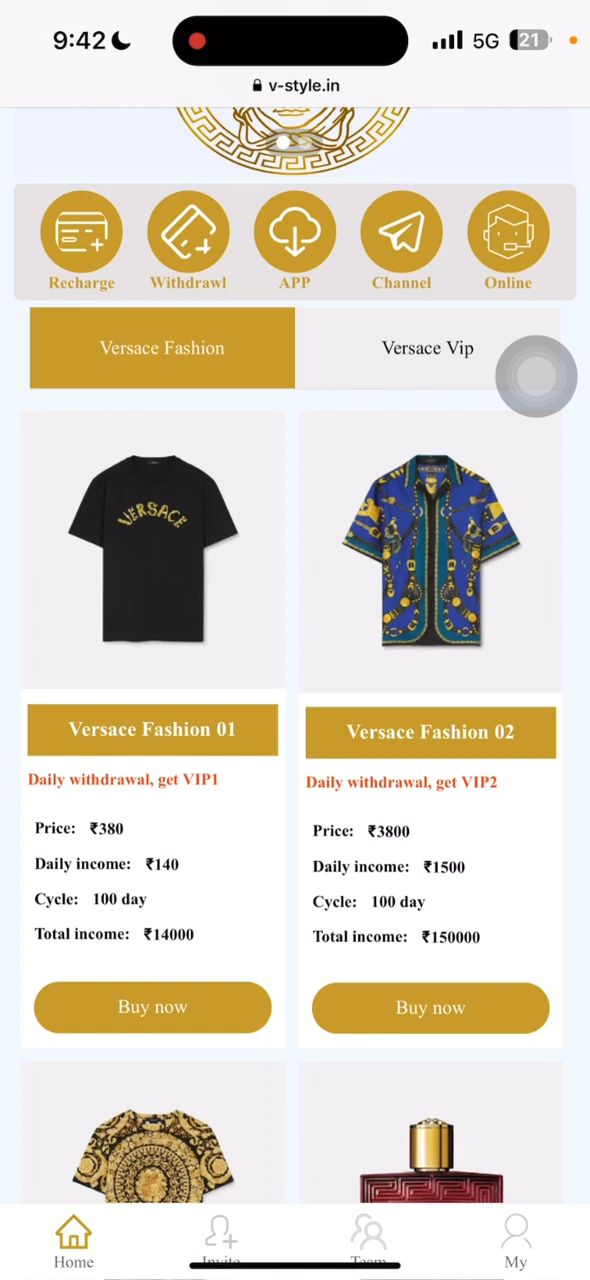 9:42
5G
21
v-style.in
Recharge
Withdrawl
APP
Channel
Online
Versace Fashion
Versace Vip
VERSACE
Versace Fashion 01
Daily withdrawal, get VIP1
Price: ₹380
Daily income: ₹140
Cycle: 100 day
Total income: ₹14000
Buy now
Versace Fashion 02
Daily withdrawal, get VIP2
Price: ₹3800
Daily income: ₹1500
Cycle: 100 day
Total income: ₹150000
Buy now
Home
Invite
Team
My